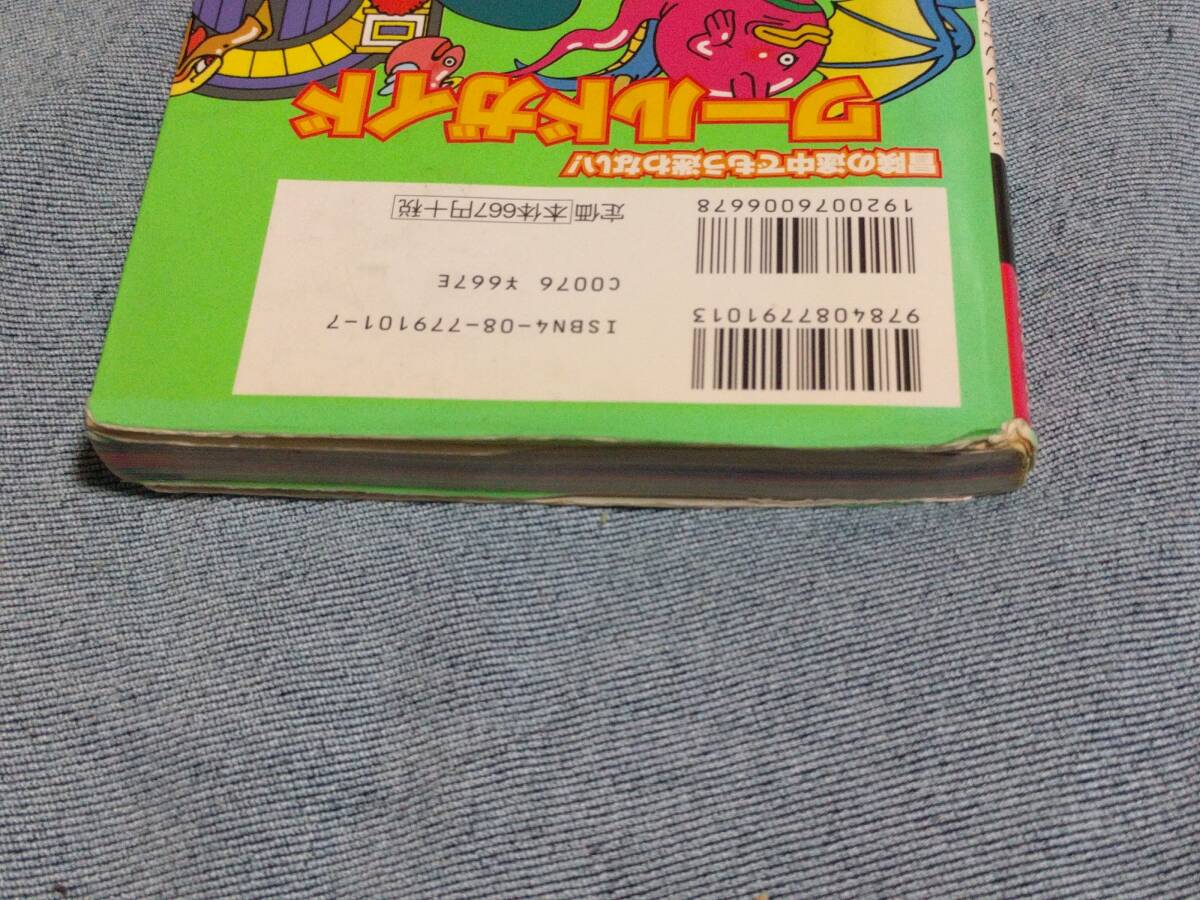 ワールドガイド
冒険の途中でもう迷わない!
9784087791013
1920076006678
ISBN4-08-779101-7
C0076 ¥667E
定価 本体667円+税